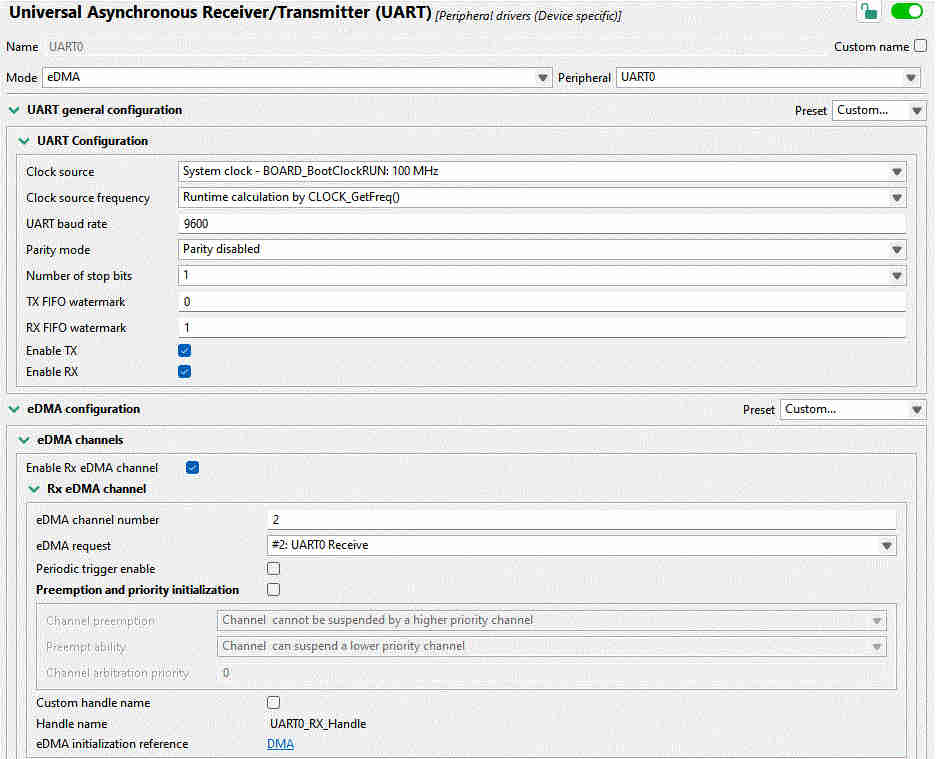 Universal Asynchronous Receiver/Transmitter (UART) [Peripheral drivers (Device specific)]
Name UART0 Custom name
Mode eDMA Peripheral UART0
UART general configuration Preset Custom...
UART Configuration
Clock source System clock - BOARD_BootClockRUN: 100 MHz
Clock source frequency Runtime calculation by CLOCK_GetFreq()
UART baud rate 9600
Parity mode Parity disabled
Number of stop bits 1
TX FIFO watermark 0
RX FIFO watermark 1
Enable TX
Enable RX
eDMA configuration Preset Custom...
eDMA channels
Enable Rx eDMA channel
Rx eDMA channel
eDMA channel number 2
eDMA request #2: UART0 Receive
Periodic trigger enable
Preemption and priority initialization
Channel preemption Channel cannot be suspended by a higher priority channel
Preempt ability Channel can suspend a lower priority channel
Channel arbitration priority 0
Custom handle name
Handle name UART0_RX_Handle
eDMA initialization reference DMA